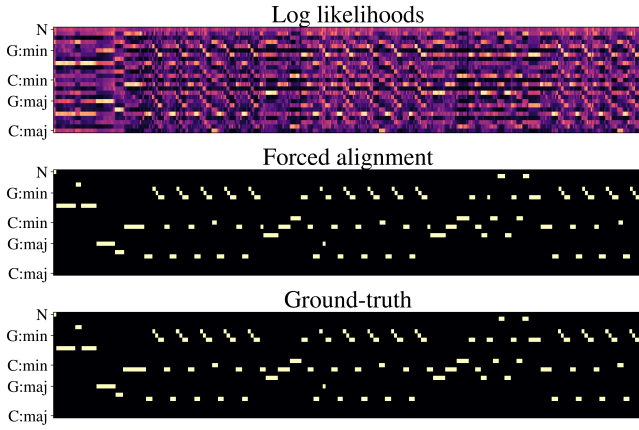 Log likelihoods
N
G:min
C:min
G:maj
C:maj
Forced alignment
N
G:min
C:min
G:maj
C:maj
Ground-truth
N
G:min
C:min
G:maj
C:maj